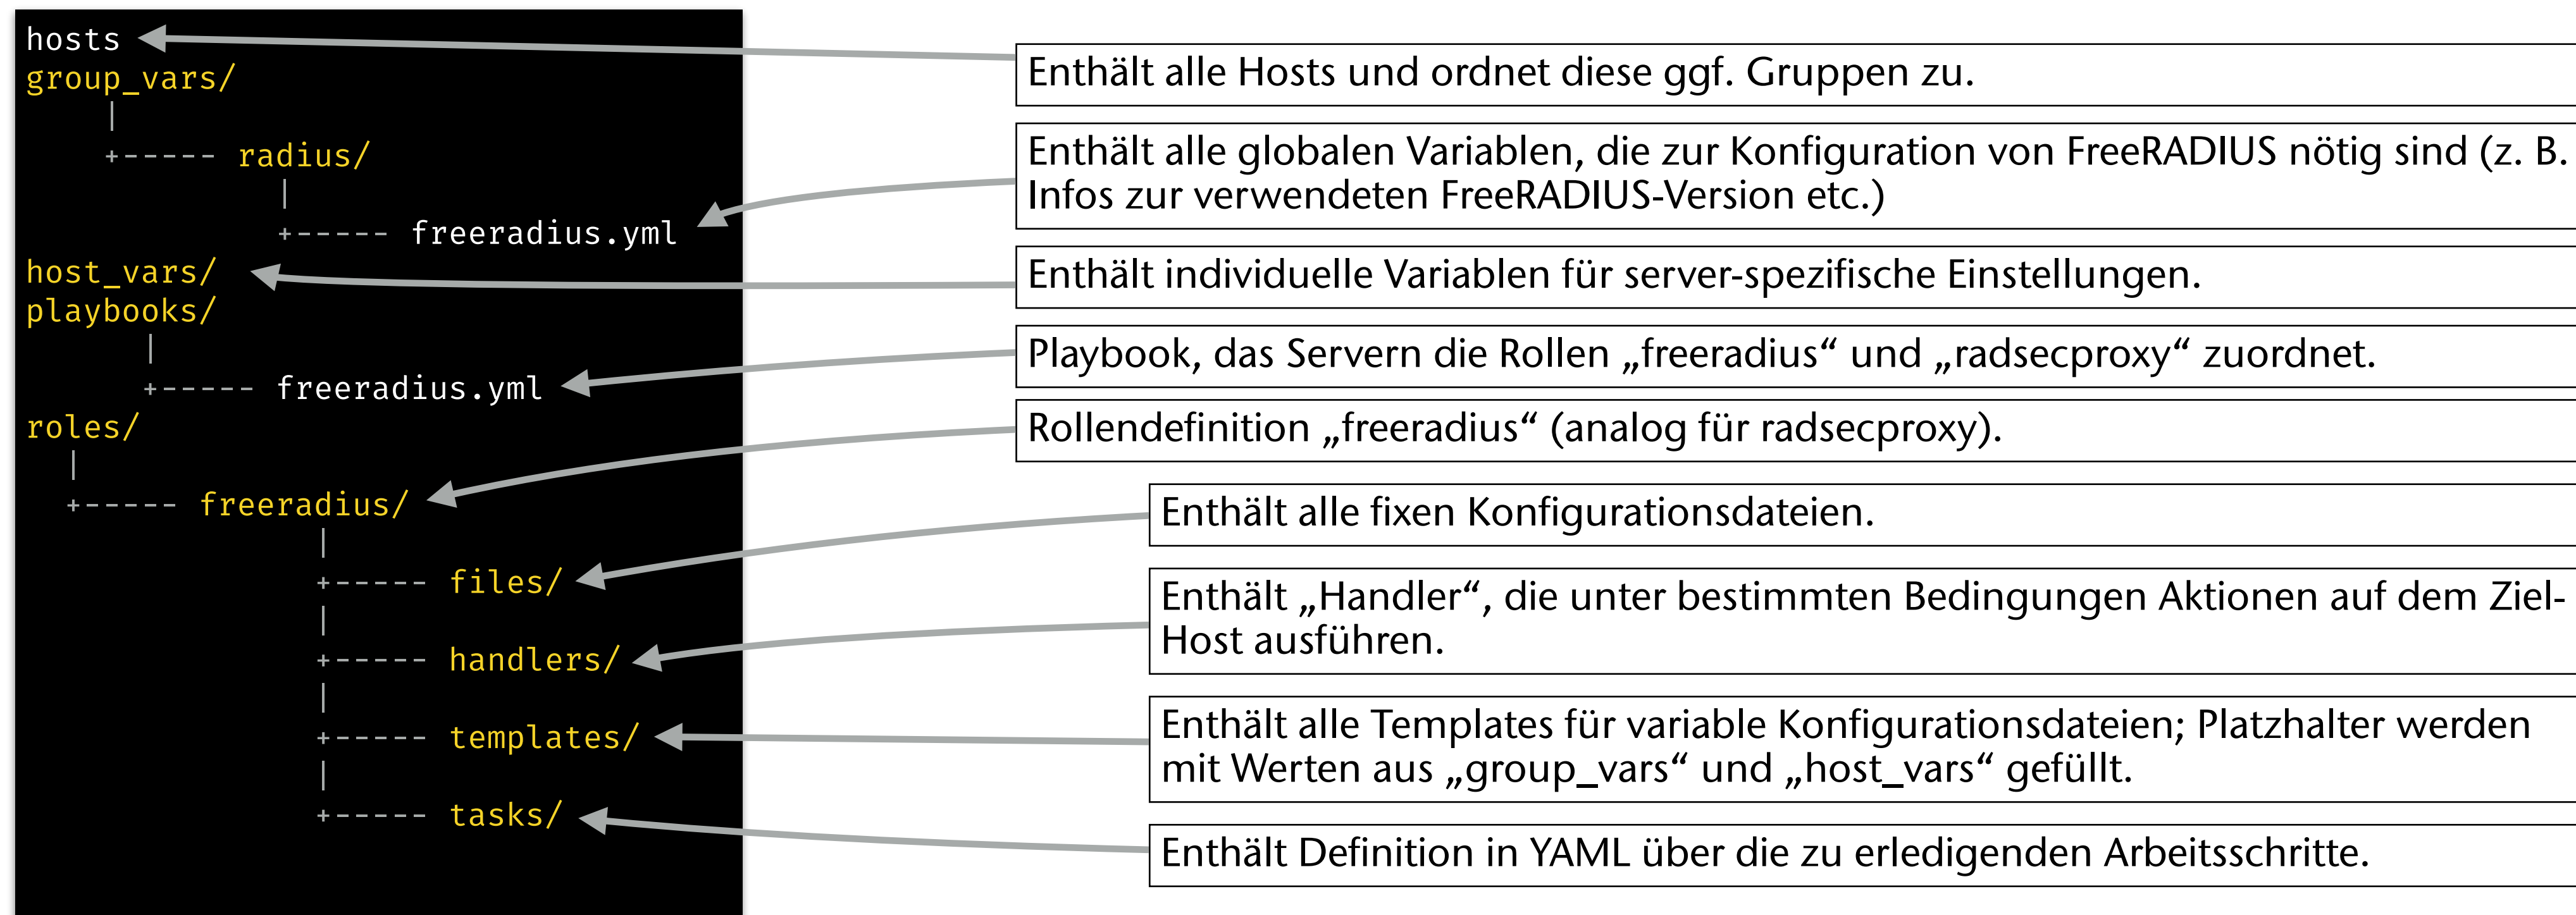 hosts
group_vars/
|
+----- radius/
|
+----- freeradius.yml
host_vars/
playbooks/
|
+----- freeradius.yml
roles/
|
+----- freeradius/
|
+----- files/
|
+----- handlers/
|
+----- templates/
|
+----- tasks/
Enthält alle Hosts und ordnet diese ggf. Gruppen zu.
Enthält alle globalen Variablen, die zur Konfiguration von FreeRADIUS nötig sind (z. B.
Infos zur verwendeten FreeRADIUS-Version etc.)
Enthält individuelle Variablen für server-spezifische Einstellungen.
Playbook, das Servern die Rollen „freeradius“ und „radsecproxy“ zuordnet.
Rollendefinition „freeradius“ (analog für radsecproxy).
Enthält alle fixen Konfigurationsdateien.
Enthält „Handler“, die unter bestimmten Bedingungen Aktionen auf dem Ziel-
Host ausführen.
Enthält alle Templates für variable Konfigurationsdateien; Platzhalter werden
mit Werten aus „group_vars“ und „host_vars“ gefüllt.
Enthält Definition in YAML über die zu erledigenden Arbeitsschritte.